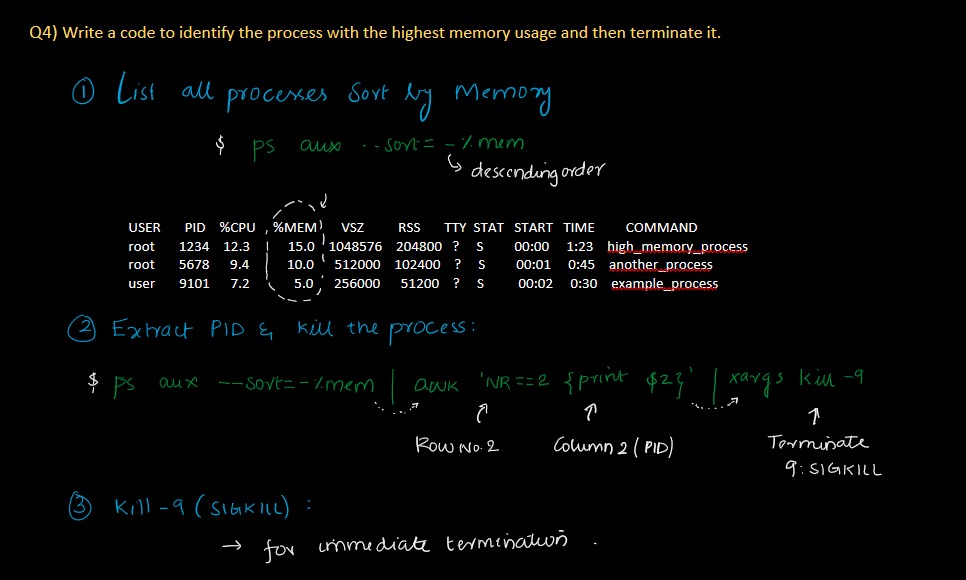 Q4) Write a code to identify the process with the highest memory usage and then terminate it.
① List all processes Sort by Memory
$ ps aux --sort=-%mem
↳ descending order
USER PID %CPU %MEM VSZ RSS TTY STAT START TIME COMMAND
root 1234 12.3 15.0 1048576 204800 ? S 00:00 1:23 high_memory_process
root 5678 9.4 10.0 512000 102400 ? S 00:01 0:45 another_process
user 9101 7.2 5.0 256000 51200 ? S 00:02 0:30 example_process
② Extract PID & kill the process:
$ ps aux --sort=-%mem | awk 'NR==2 {print $2}' | xargs kill -9
Row No. 2 Column 2 (PID) Terminate
9: SIGKILL
③ Kill -9 (SIGKILL) :
→ for immediate termination .